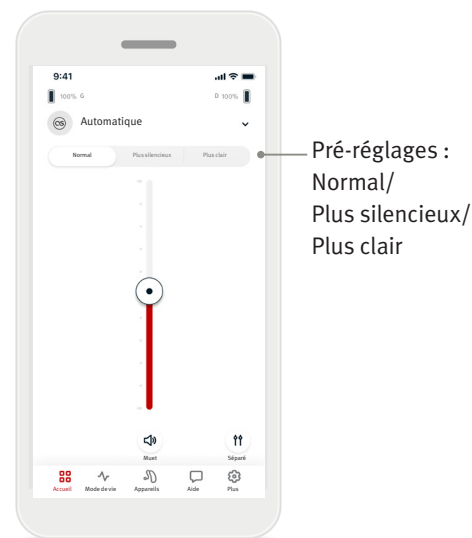 9:41
100% G
D 100%
OS Automatique
Normal Plus silencieux Plus clair
Pré-réglages :
Normal/
Plus silencieux/
Plus clair
Muet Séparé
Accueil Mode de vie Appareils Aide Plus